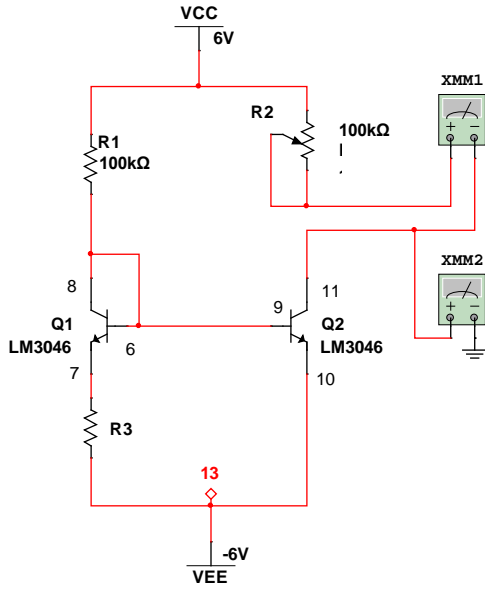 VCC
6V
XMM1
R2
R1
100kΩ
100kΩ
+ −
XMM2
8
11
Q1
9
Q2
+ −
LM3046
6
LM3046
7
10
R3
13
-6V
VEE